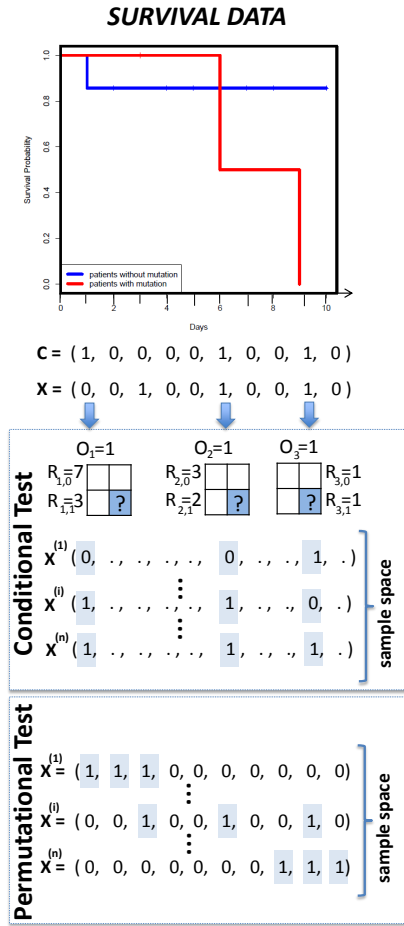 SURVIVAL DATA
Survival Probability
1.0
0.8
0.6
0.4
0.2
0.0
patients without mutation
patients with mutation
0 2 4 6 8 10
Days
C = ( 1, 0, 0, 0, 0, 1, 0, 0, 1, 0 )
X = ( 0, 0, 1, 0, 0, 1, 0, 0, 1, 0 )
Conditional Test
O1=1 O2=1 O3=1
R1,0=7 R2,0=3 R3,0=1
R1,1=3 ? R2,1=2 ? ? R3,1=1
X(1) ( 0, . , . , . , . , 0, . , . , 1, . )
⋮
X(i) ( 1, . , . , . , . , 1, . , . , 0, . )
⋮
X(n) ( 1, . , . , . , . , 1, . , . , 1, . )
sample space
Permutational Test
X(1)= ( 1, 1, 1, 0, 0, 0, 0, 0, 0, 0)
⋮
X(i)= ( 0, 0, 1, 0, 0, 1, 0, 0, 1, 0)
⋮
X(n)= ( 0, 0, 0, 0, 0, 0, 0, 1, 1, 1)
sample space